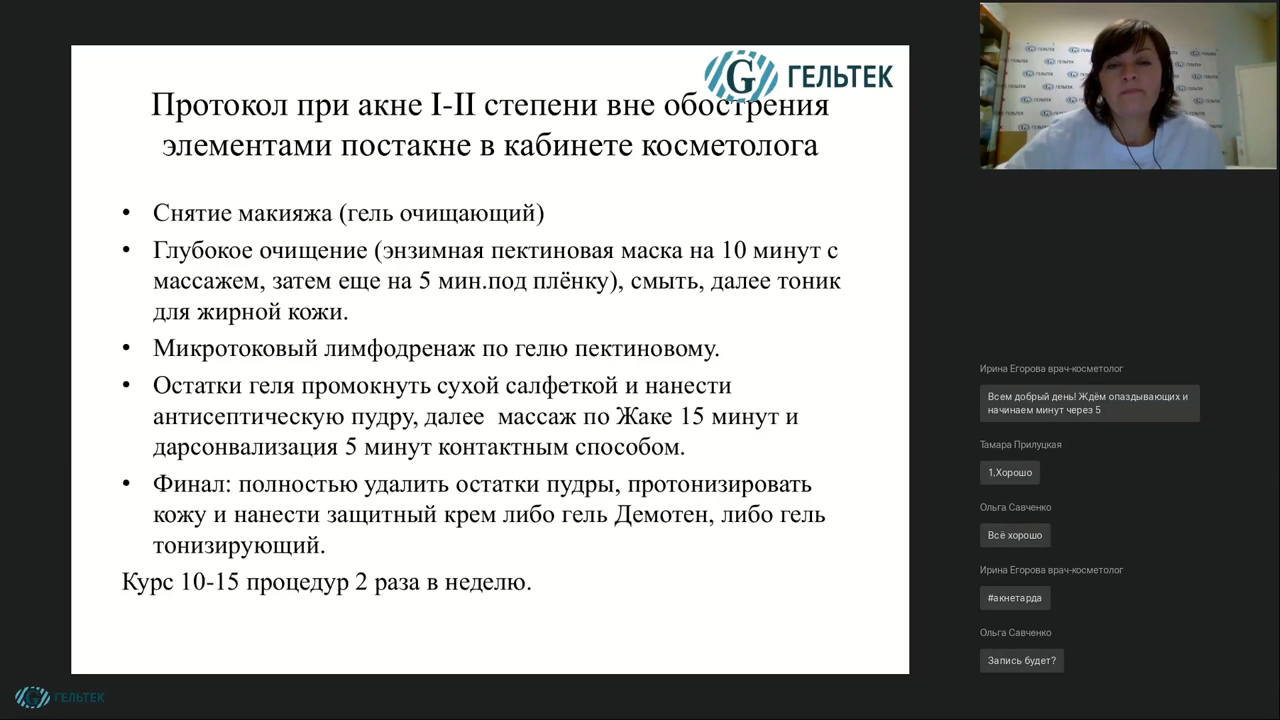 ГЕЛЬТЕК
Протокол при акне I-II степени вне обострения
элементами постакне в кабинете косметолога
• Снятие макияжа (гель очищающий)
• Глубокое очищение (энзимная пектиновая маска на 10 минут с
массажем, затем еще на 5 мин.под плёнку), смыть, далее тоник
для жирной кожи.
• Микротоковый лимфодренаж по гелю пектиновому.
• Остатки геля промокнуть сухой салфеткой и нанести
антисептическую пудру, далее массаж по Жаке 15 минут и
дарсонвализация 5 минут контактным способом.
• Финал: полностью удалить остатки пудры, протонизировать
кожу и нанести защитный крем либо гель Демотен, либо гель
тонизирующий.
Курс 10-15 процедур 2 раза в неделю.
ГЕЛЬТЕК
ГЕЛЬТЕК
Ирина Егорова врач-косметолог
Всем добрый день! Ждём опаздывающих и
начинаем минут через 5
Тамара Прилуцкая
1,Хорошо
Ольга Савченко
Всё хорошо
Ирина Егорова врач-косметолог
#акнетарда
Ольга Савченко
Запись будет?